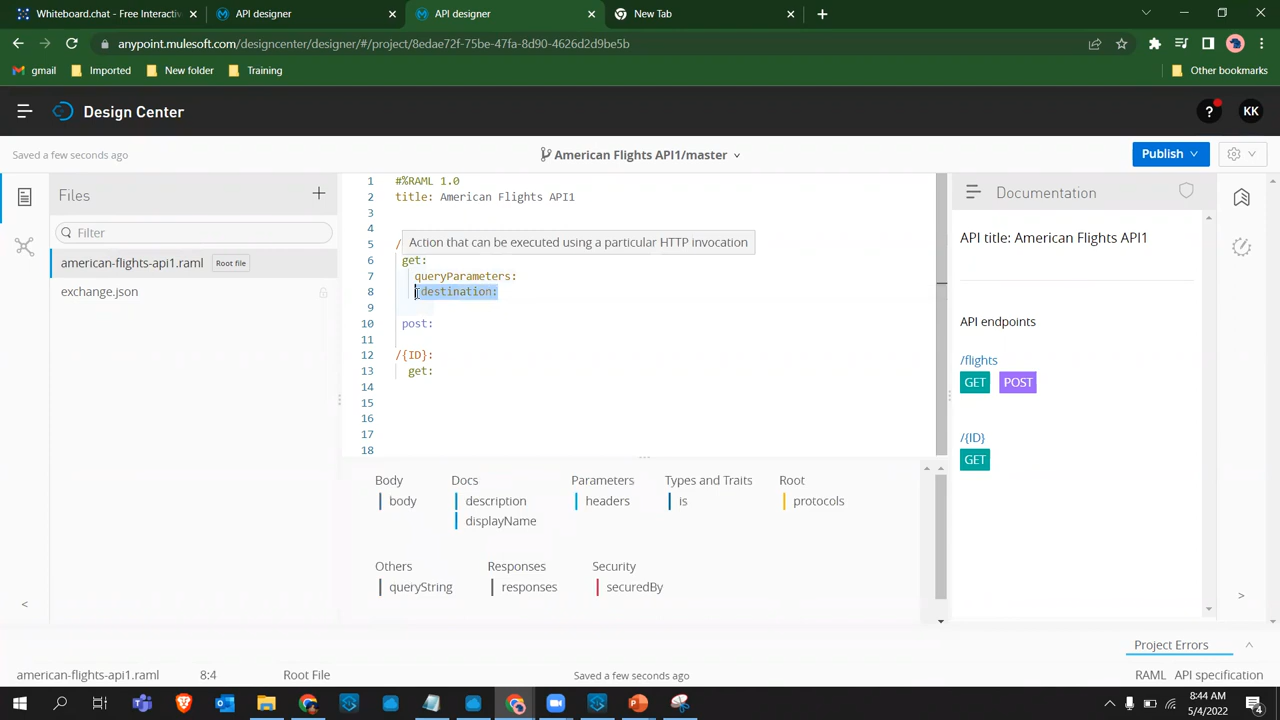 Whiteboard.chat - Free Interactiv
API designer
API designer
New Tab
anypoint.mulesoft.com/designcenter/designer/#/project/8edae72f-75be-47fa-8d90-4626d2d9be5b
gmail
Imported
New folder
Training
Other bookmarks
Design Center
?
KK
Saved a few seconds ago
American Flights API1/master
Publish
Files
Filter
american-flights-api1.raml
Root file
exchange.json
1 #%RAML 1.0
2 title: American Flights API1
3
4
5 /
Action that can be executed using a particular HTTP invocation
6 get:
7 queryParameters:
8 destination:
9
10 post:
11
12 /{ID}:
13 get:
14
15
16
17
18
Documentation
API title: American Flights API1
API endpoints
/flights
GET POST
/{ID}
GET
Body Docs Parameters Types and Traits Root
body description headers is protocols
displayName
Others Responses Security
queryString responses securedBy
<
>
Project Errors
american-flights-api1.raml 8:4 Root File Saved a few seconds ago RAML API specification
8:44 AM
5/4/2022
4